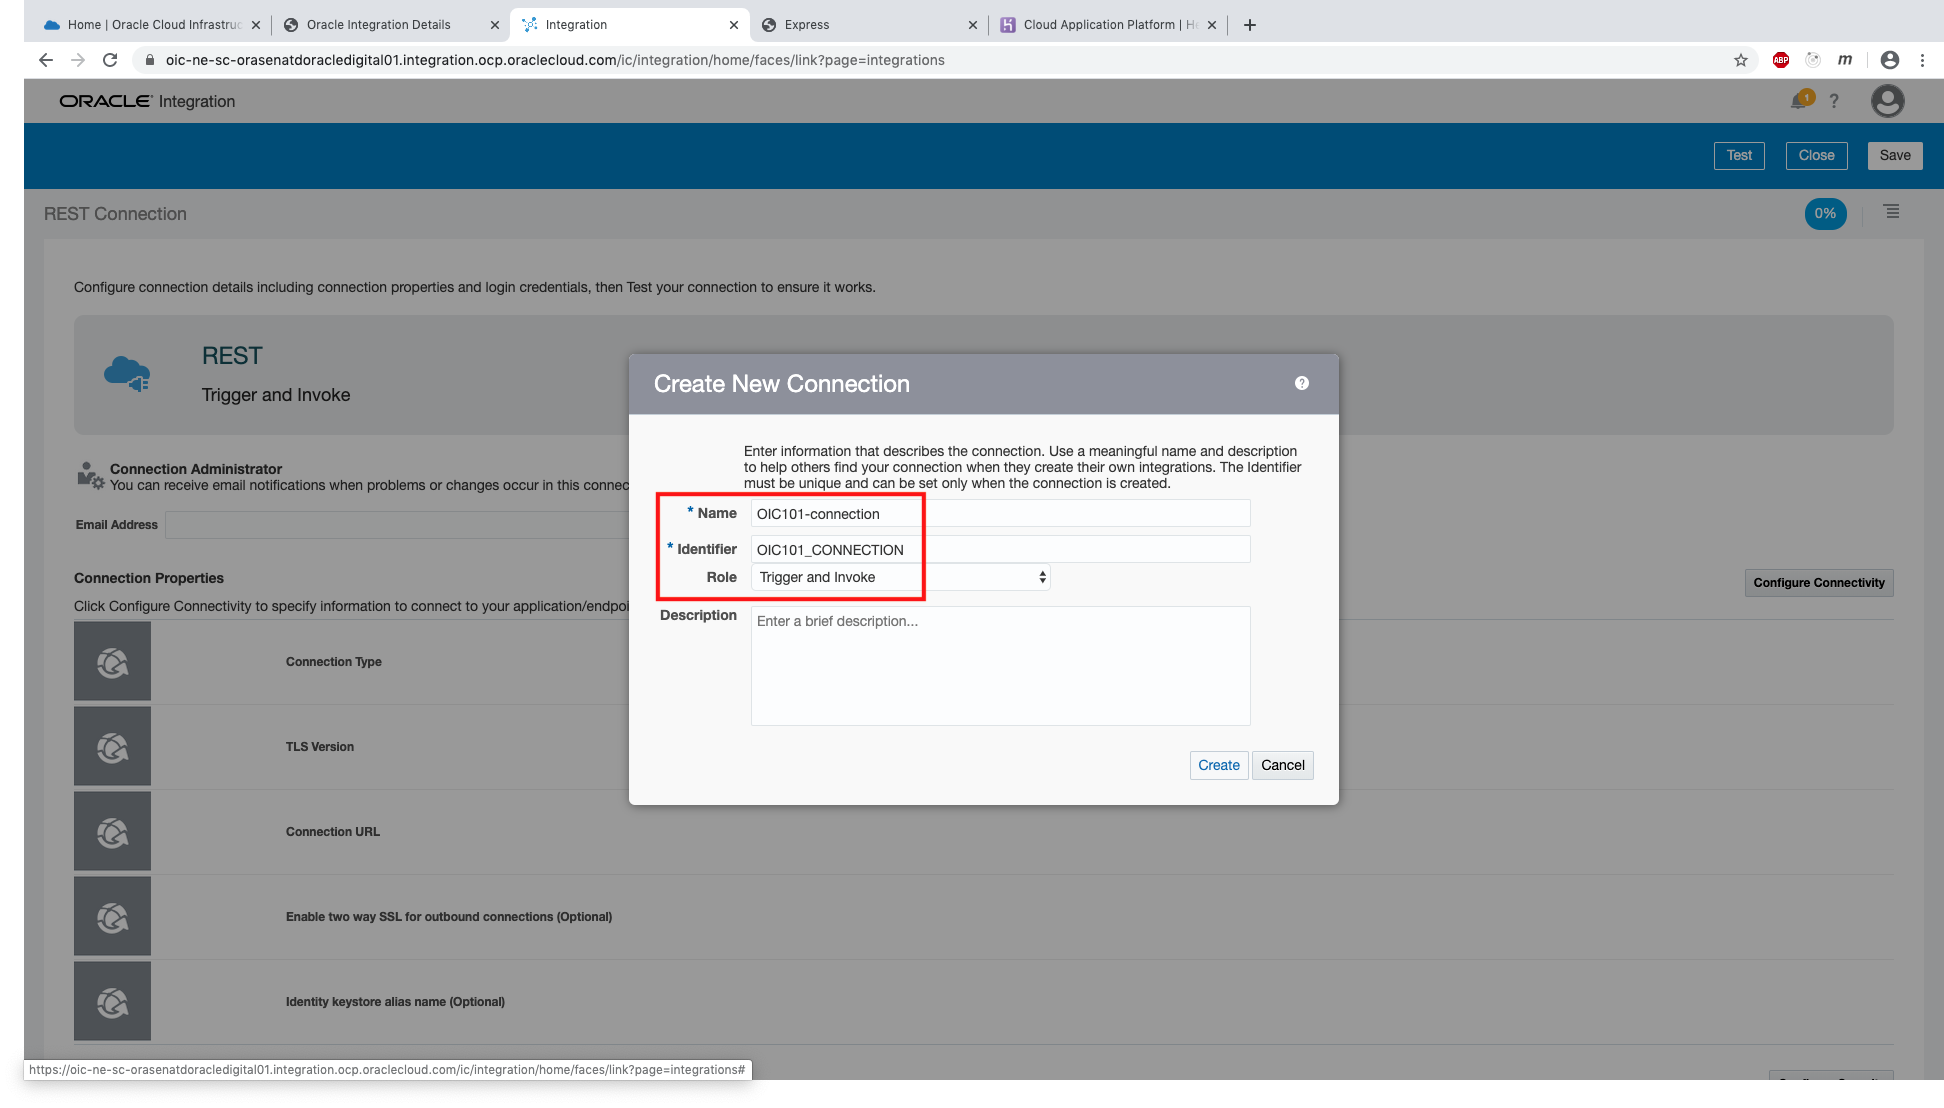 Home | Oracle Cloud Infrastruc
Oracle Integration Details
Integration
Express
Cloud Application Platform | He
oic-ne-sc-orasenatdoracledigital01.integration.ocp.oraclecloud.com/ic/integration/home/faces/link?page=integrations
ABP
m
ORACLE Integration
1
?
Test
Close
Save
REST Connection
0%
Configure connection details including connection properties and login credentials, then Test your connection to ensure it works.
REST
Trigger and Invoke
Connection Administrator
You can receive email notifications when problems or changes occur in this connec
Email Address
Connection Properties
Configure Connectivity
Click Configure Connectivity to specify information to connect to your application/endpoi
Connection Type
TLS Version
Connection URL
Enable two way SSL for outbound connections (Optional)
Identity keystore alias name (Optional)
Create New Connection
?
Enter information that describes the connection. Use a meaningful name and description
to help others find your connection when they create their own integrations. The Identifier
must be unique and can be set only when the connection is created.
* Name OIC101-connection
* Identifier OIC101_CONNECTION
Role Trigger and Invoke
Description Enter a brief description...
Create
Cancel
https://oic-ne-sc-orasenatdoracledigital01.integration.ocp.oraclecloud.com/ic/integration/home/faces/link?page=integrations#